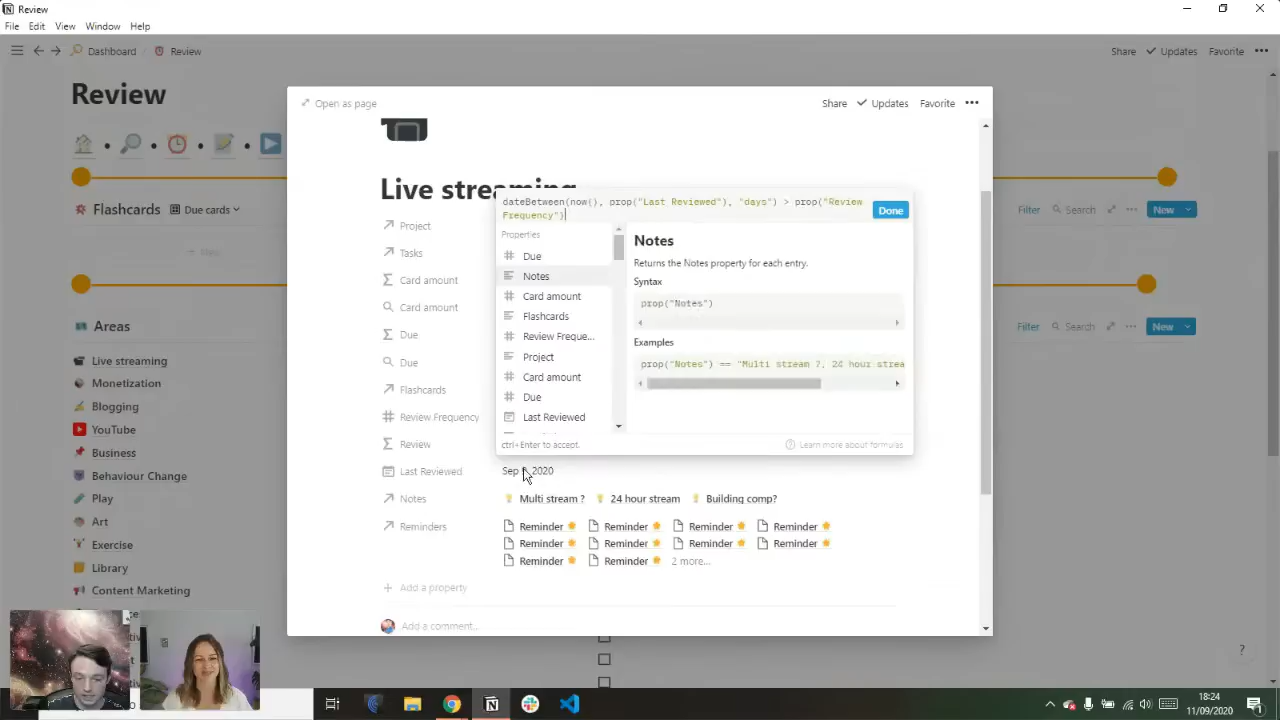 Review
File Edit View Window Help
Dashboard / Review
Share Updates Favorite
Review
Flashcards Due cards
Filter Search New
New
Areas
Filter Search New
Live streaming
Monetization
Blogging
YouTube
Business
Behaviour Change
Play
Art
Exercise
Library
Content Marketing
Open as page
Share Updates Favorite
Live streaming
Project
Tasks
Card amount
Card amount
Due
Due
Flashcards
Review Frequency
Review
Last Reviewed Sep 2020
Notes Multi stream ? 24 hour stream Building comp?
Reminders Reminder Reminder Reminder Reminder
Reminder Reminder Reminder Reminder
Reminder Reminder 2 more...
Add a property
Add a comment...
dateBetween(now(), prop("Last Reviewed"), "days") > prop("Review
Frequency")
Done
Properties
Due
Notes
Card amount
Flashcards
Review Freque...
Project
Card amount
Due
Last Reviewed
Notes
Returns the Notes property for each entry.
Syntax
prop("Notes")
Examples
prop("Notes") == "Multi stream ?, 24 hour strea
ctrl+Enter to accept.
Learn more about formulas
?
18:24
11/09/2020